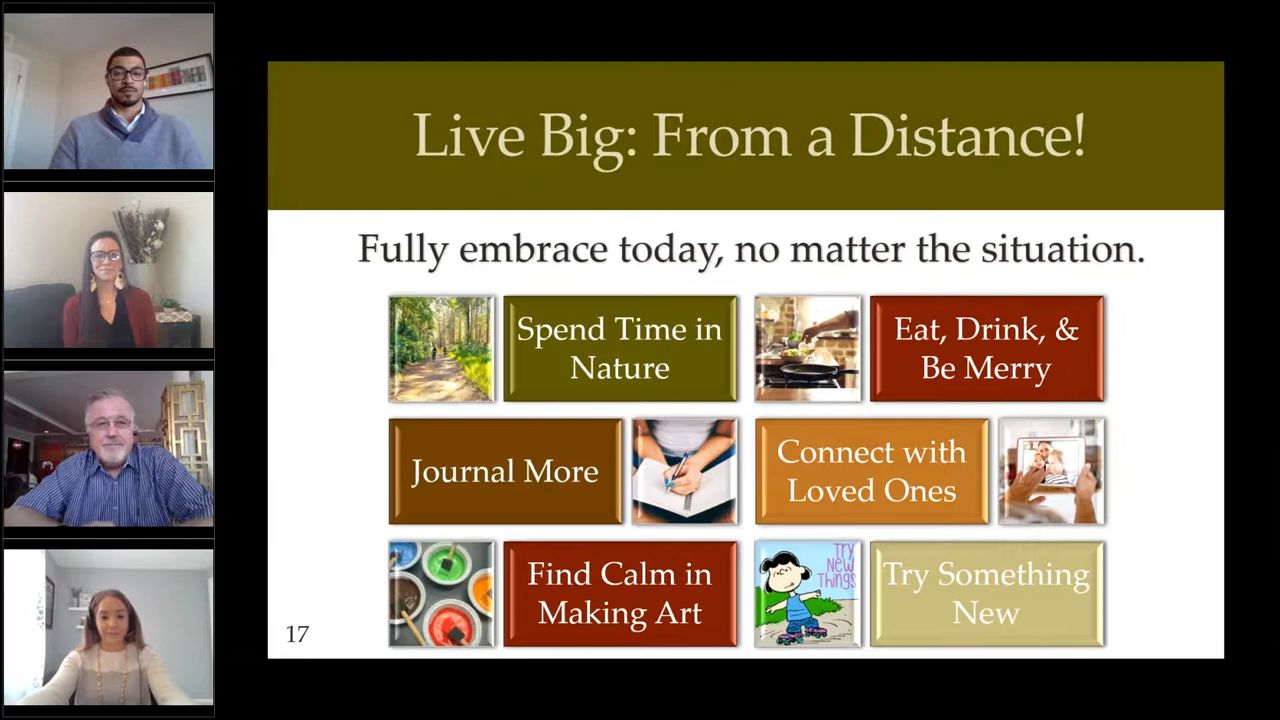 Live Big: From a Distance!
Fully embrace today, no matter the situation.
Spend Time in
Nature
Eat, Drink, &
Be Merry
Journal More
Connect with
Loved Ones
Find Calm in
Making Art
TRY
NEW
THINGS
Try Something
New
17